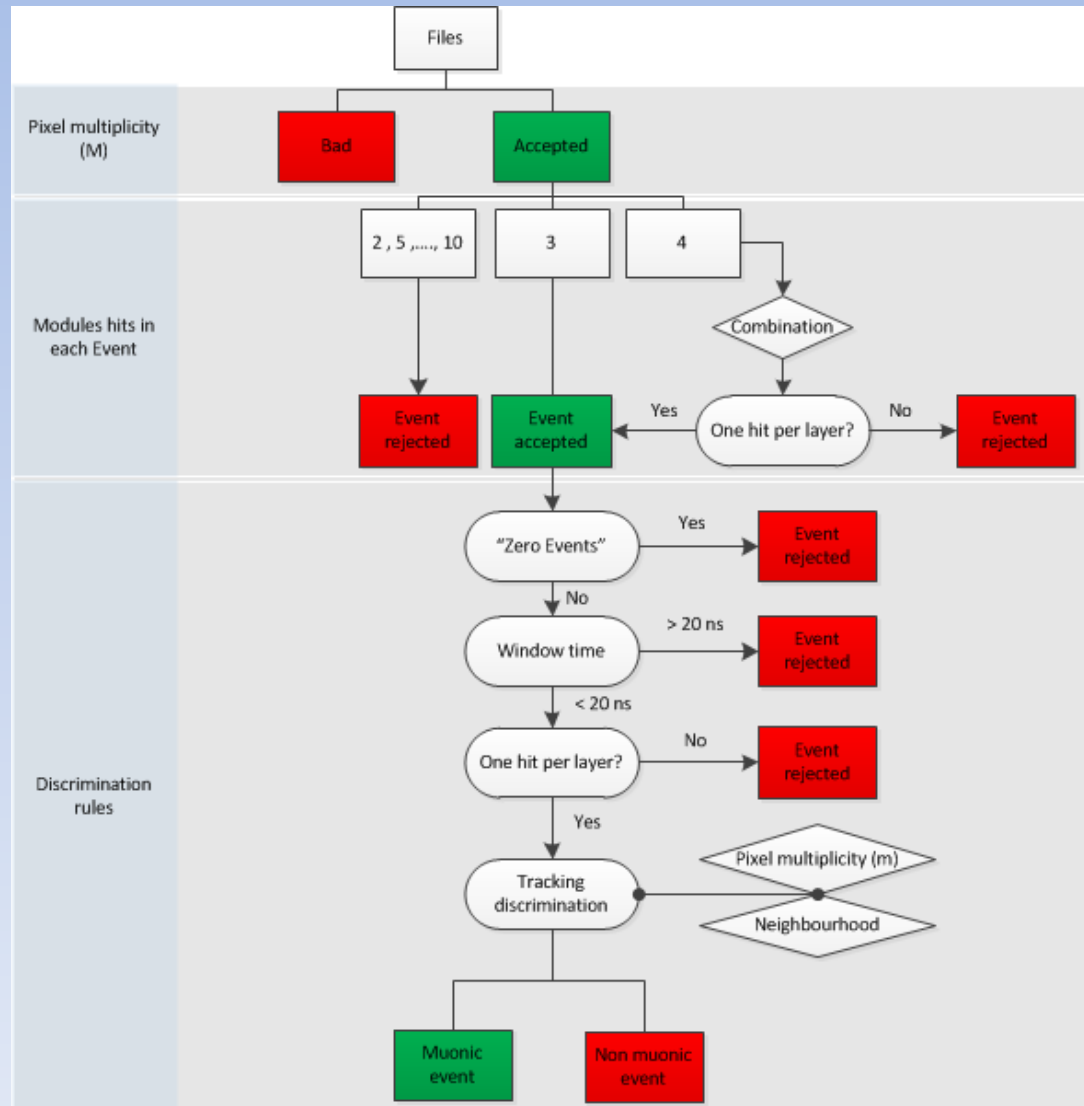 Files
Pixel multiplicity
(M)
Bad
Accepted
2 , 5 ,...., 10
3
4
Modules hits in
each Event
Combination
Event
rejected
Event
accepted
Yes
One hit per layer?
No
Event
rejected
Discrimination
rules
“Zero Events”
Yes
Event
rejected
No
Window time
> 20 ns
Event
rejected
< 20 ns
One hit per layer?
No
Event
rejected
Yes
Tracking
discrimination
Pixel multiplicity (m)
Neighbourhood
Muonic
event
Non muonic
event